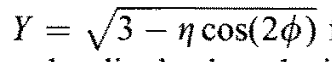 Y = √(3 − η cos(2ϕ))